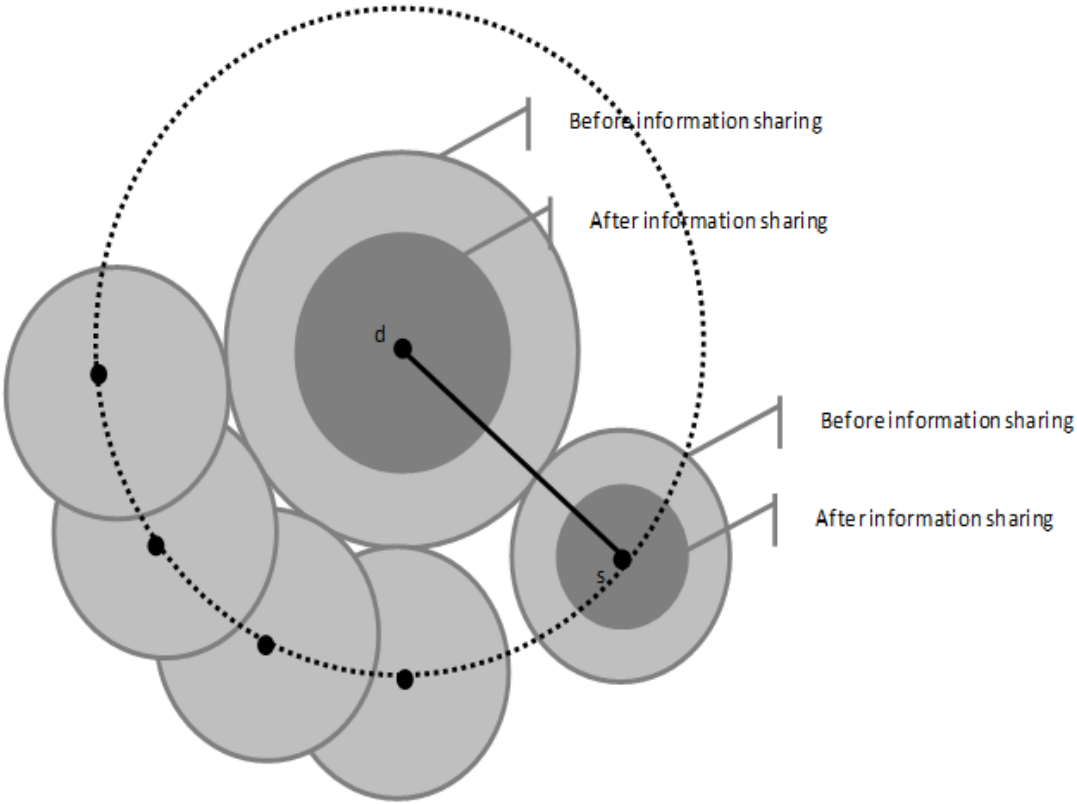 Before information sharing
After information sharing
d
Before information sharing
After information sharing
s